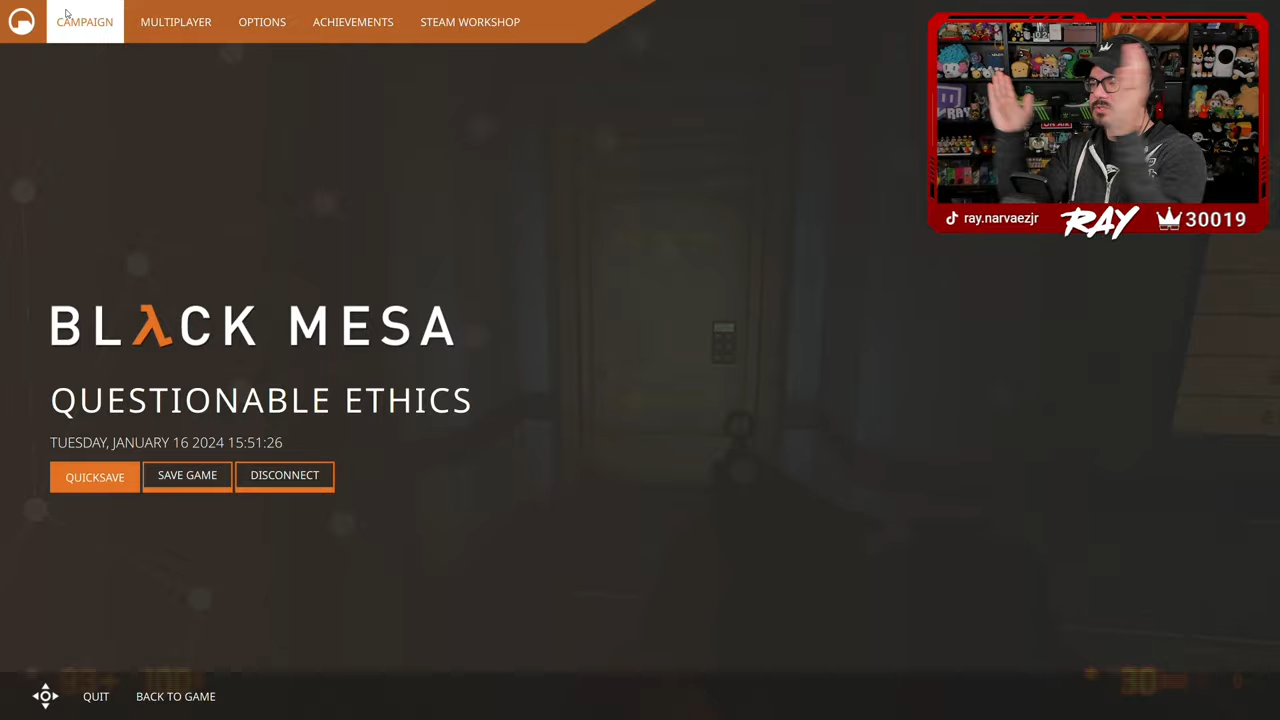 CAMPAIGN MULTIPLAYER OPTIONS ACHIEVEMENTS STEAM WORKSHOP
ray.narvaezjr RAY 30019
BLλCK MESA
QUESTIONABLE ETHICS
TUESDAY, JANUARY 16 2024 15:51:26
QUICKSAVE SAVE GAME DISCONNECT
QUIT BACK TO GAME